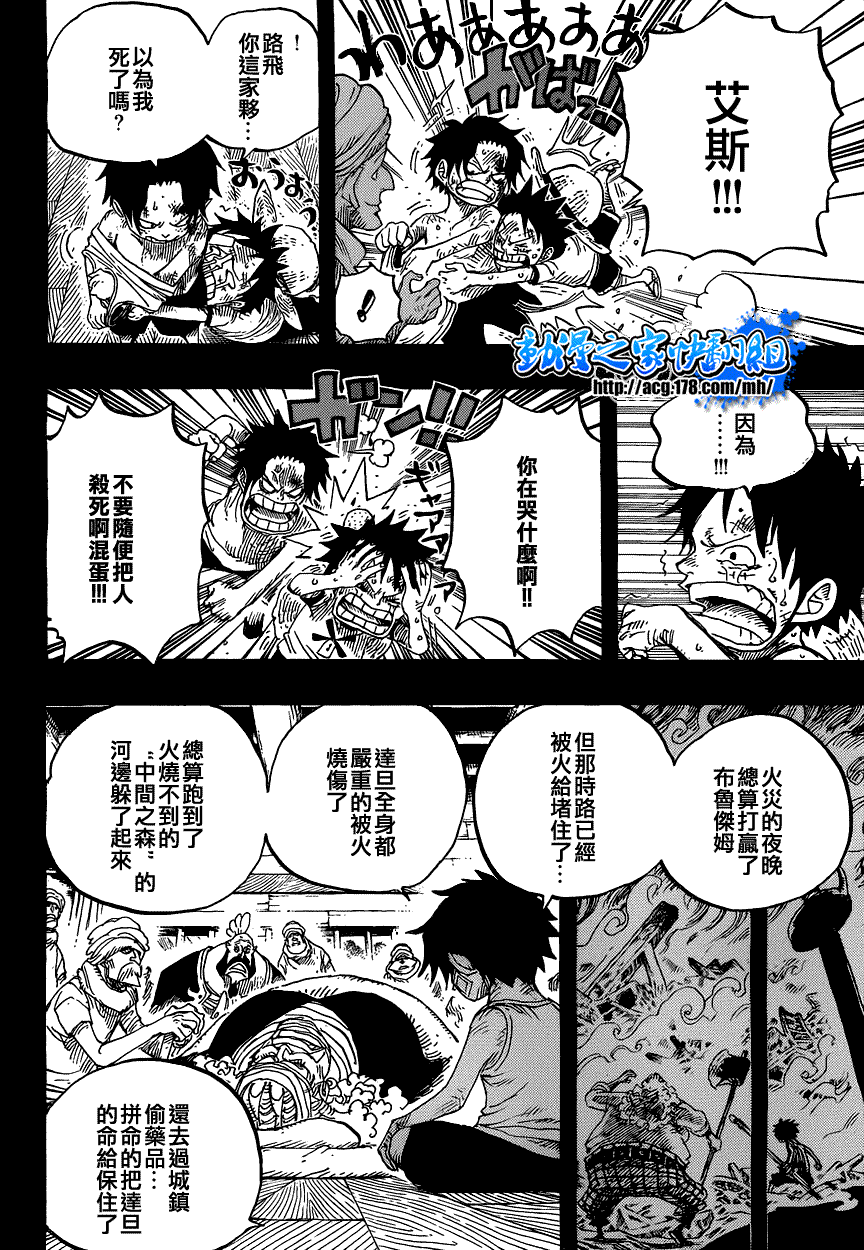 艾斯!!!
がばっ!!
わあぁあぁああ
!
!
路飛
你這家夥…
以為我
死了嗎?
おうおう
動漫之家快翻組
http://acg.178.com/mh/
因為
……!!!
你在哭什麼啊!!
ガン!!
ギャアアア
不要隨便把人
殺死啊混蛋!!!
火災的夜晚
總算打贏了
布魯傑姆
但那時路已經
被火給堵住了…
達旦全身都
嚴重的被火
燒傷了
總算跑到了
火燒不到的
“中間之森”的
河邊躲了起來
還去過城鎮
偷藥品…
拼命的把達旦
的命給保住了